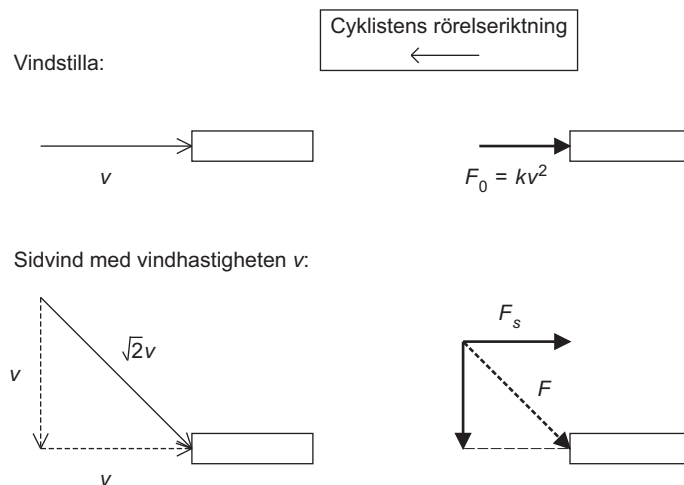 Cyklistens rörelseriktning
Vindstilla:
v
F₀ = kv²
Sidvind med vindhastigheten v:
v
√2v
v
Fₛ
F